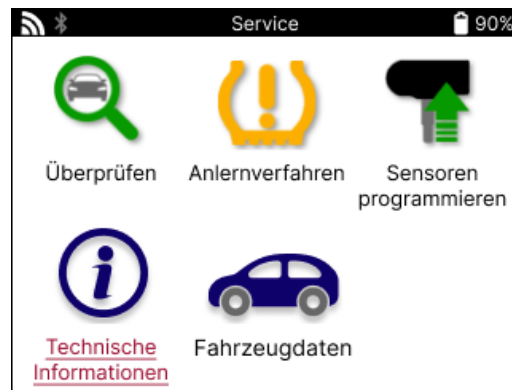 Service
90%
Überprüfen
Anlernverfahren
Sensoren
programmieren
Technische
Informationen
Fahrzeugdaten